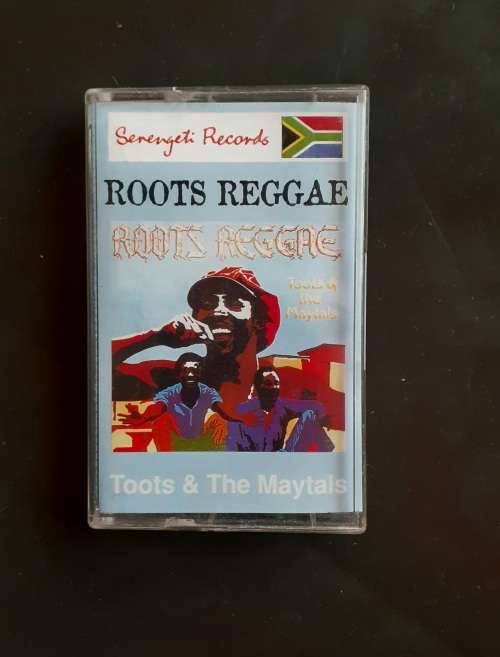 Serengeti Records
ROOTS REGGAE
ROOTS REGGAE
Toots &
the
Maytals
Toots & The Maytals